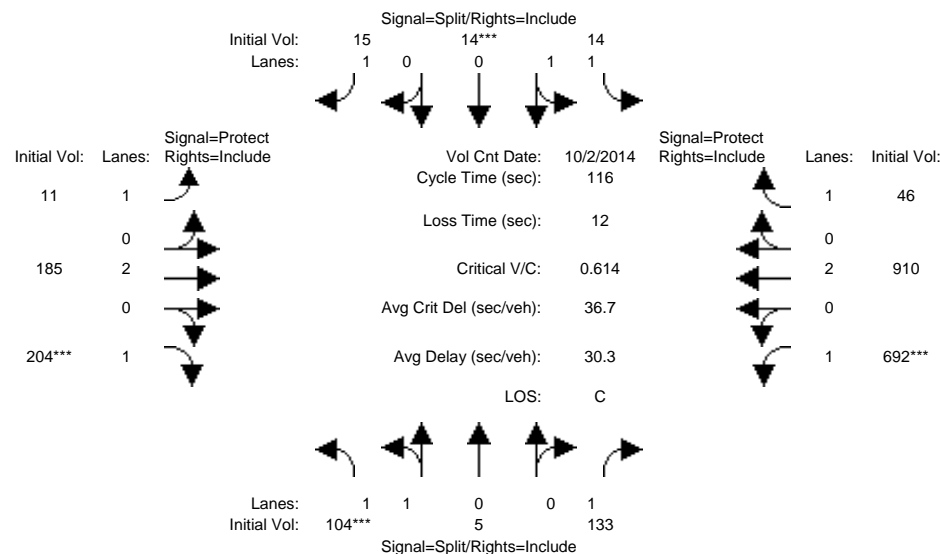 Signal=Split/Rights=Include
Initial Vol: 15 14*** 14
Lanes: 1 0 0 1 1
Signal=Protect Signal=Protect
Initial Vol: Lanes: Rights=Include Vol Cnt Date: 10/2/2014 Rights=Include Lanes: Initial Vol:
Cycle Time (sec): 116
11 1 1 46
Loss Time (sec): 12
0 0
185 2 Critical V/C: 0.614 2 910
0 Avg Crit Del (sec/veh): 36.7 0
204*** 1 Avg Delay (sec/veh): 30.3 1 692***
LOS: C
Lanes: 1 1 0 0 1
Initial Vol: 104*** 5 133
Signal=Split/Rights=Include